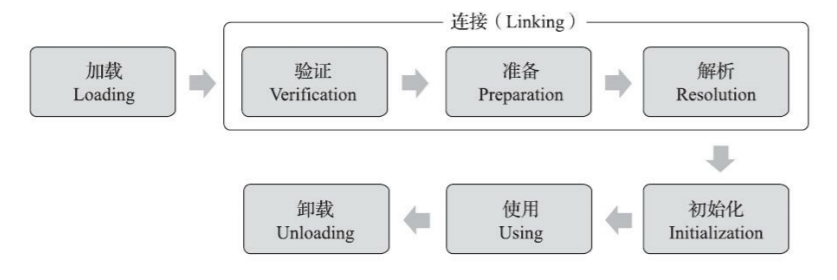 连接（Linking）
加载
Loading
验证
Verification
准备
Preparation
解析
Resolution
初始化
Initialization
使用
Using
卸载
Unloading